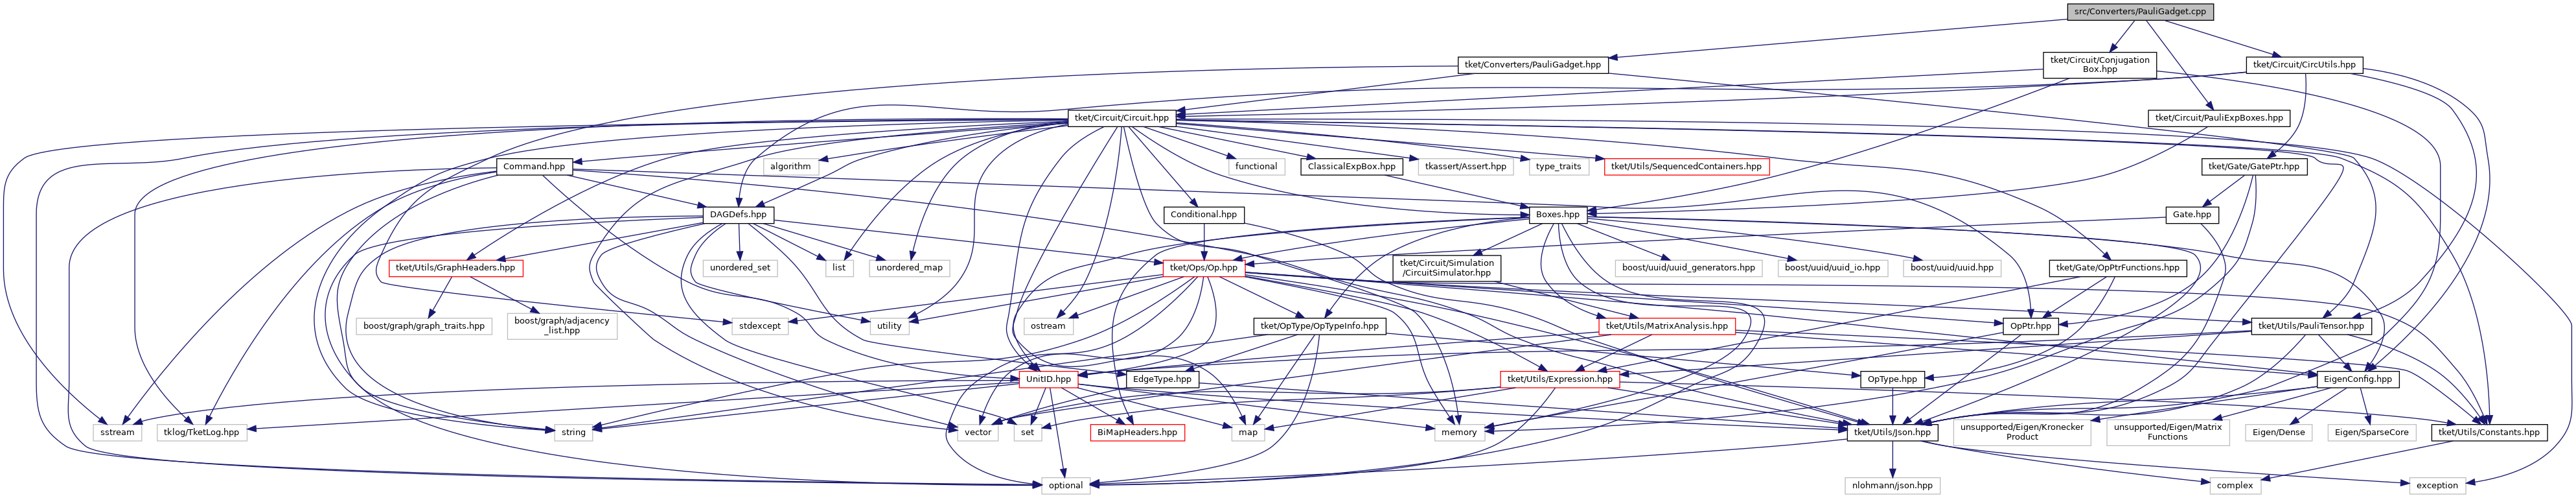 src/Converters/PauliGadget.cpp
tket/Converters/PauliGadget.hpp
tket/Circuit/Conjugation
Box.hpp
tket/Circuit/CircUtils.hpp
tket/Circuit/Circuit.hpp
tket/Circuit/PauliExpBoxes.hpp
Command.hpp
algorithm
functional
ClassicalExpBox.hpp
tkassert/Assert.hpp
type_traits
tket/Utils/SequencedContainers.hpp
tket/Gate/GatePtr.hpp
DAGDefs.hpp
Conditional.hpp
Boxes.hpp
Gate.hpp
tket/Utils/GraphHeaders.hpp
unordered_set
list
unordered_map
tket/Ops/Op.hpp
tket/Circuit/Simulation
/CircuitSimulator.hpp
boost/uuid/uuid_generators.hpp
boost/uuid/uuid_io.hpp
boost/uuid/uuid.hpp
tket/Gate/OpPtrFunctions.hpp
boost/graph/graph_traits.hpp
boost/graph/adjacency
_list.hpp
stdexcept
utility
ostream
tket/OpType/OpTypeInfo.hpp
tket/Utils/MatrixAnalysis.hpp
OpPtr.hpp
tket/Utils/PauliTensor.hpp
UnitID.hpp
EdgeType.hpp
tket/Utils/Expression.hpp
OpType.hpp
EigenConfig.hpp
sstream
tklog/TketLog.hpp
string
vector
set
BiMapHeaders.hpp
map
memory
tket/Utils/Json.hpp
unsupported/Eigen/Kronecker
Product
unsupported/Eigen/Matrix
Functions
Eigen/Dense
Eigen/SparseCore
tket/Utils/Constants.hpp
optional
nlohmann/json.hpp
complex
exception